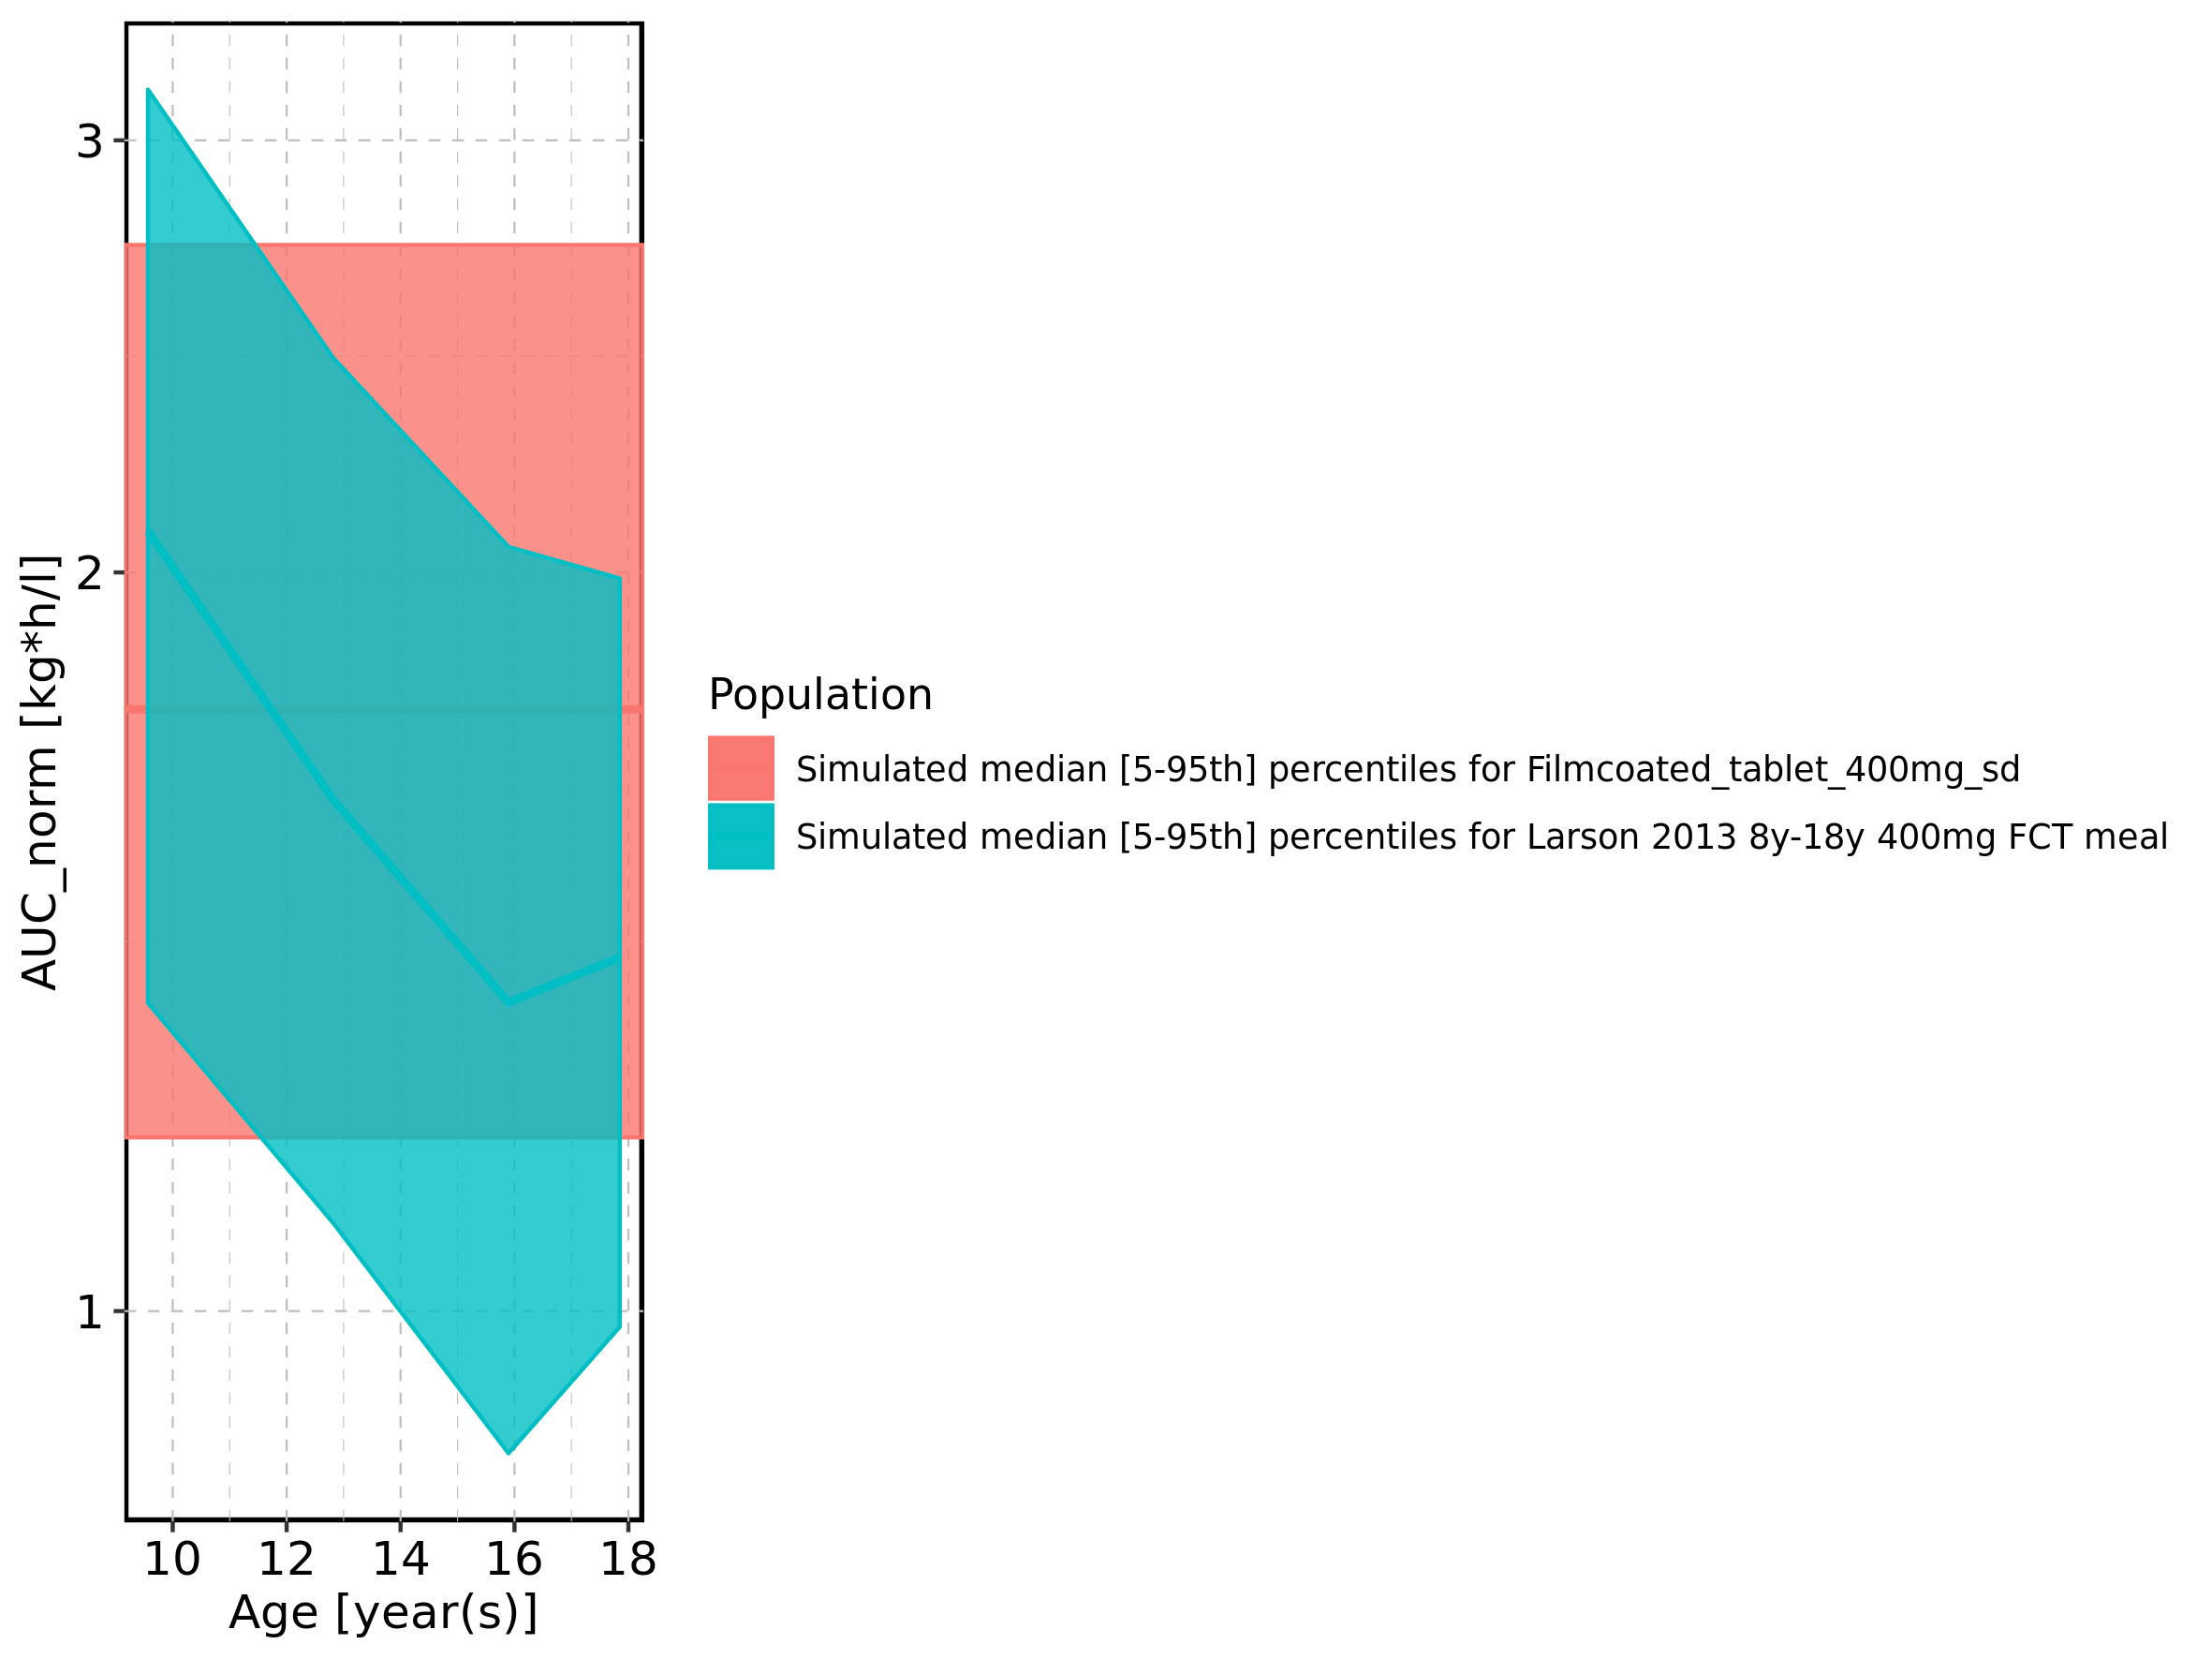 3
2
1
AUC_norm [kg*h/l]
10 12 14 16 18
Age [year(s)]
Population
Simulated median [5-95th] percentiles for Filmcoated_tablet_400mg_sd
Simulated median [5-95th] percentiles for Larson 2013 8y-18y 400mg FCT meal